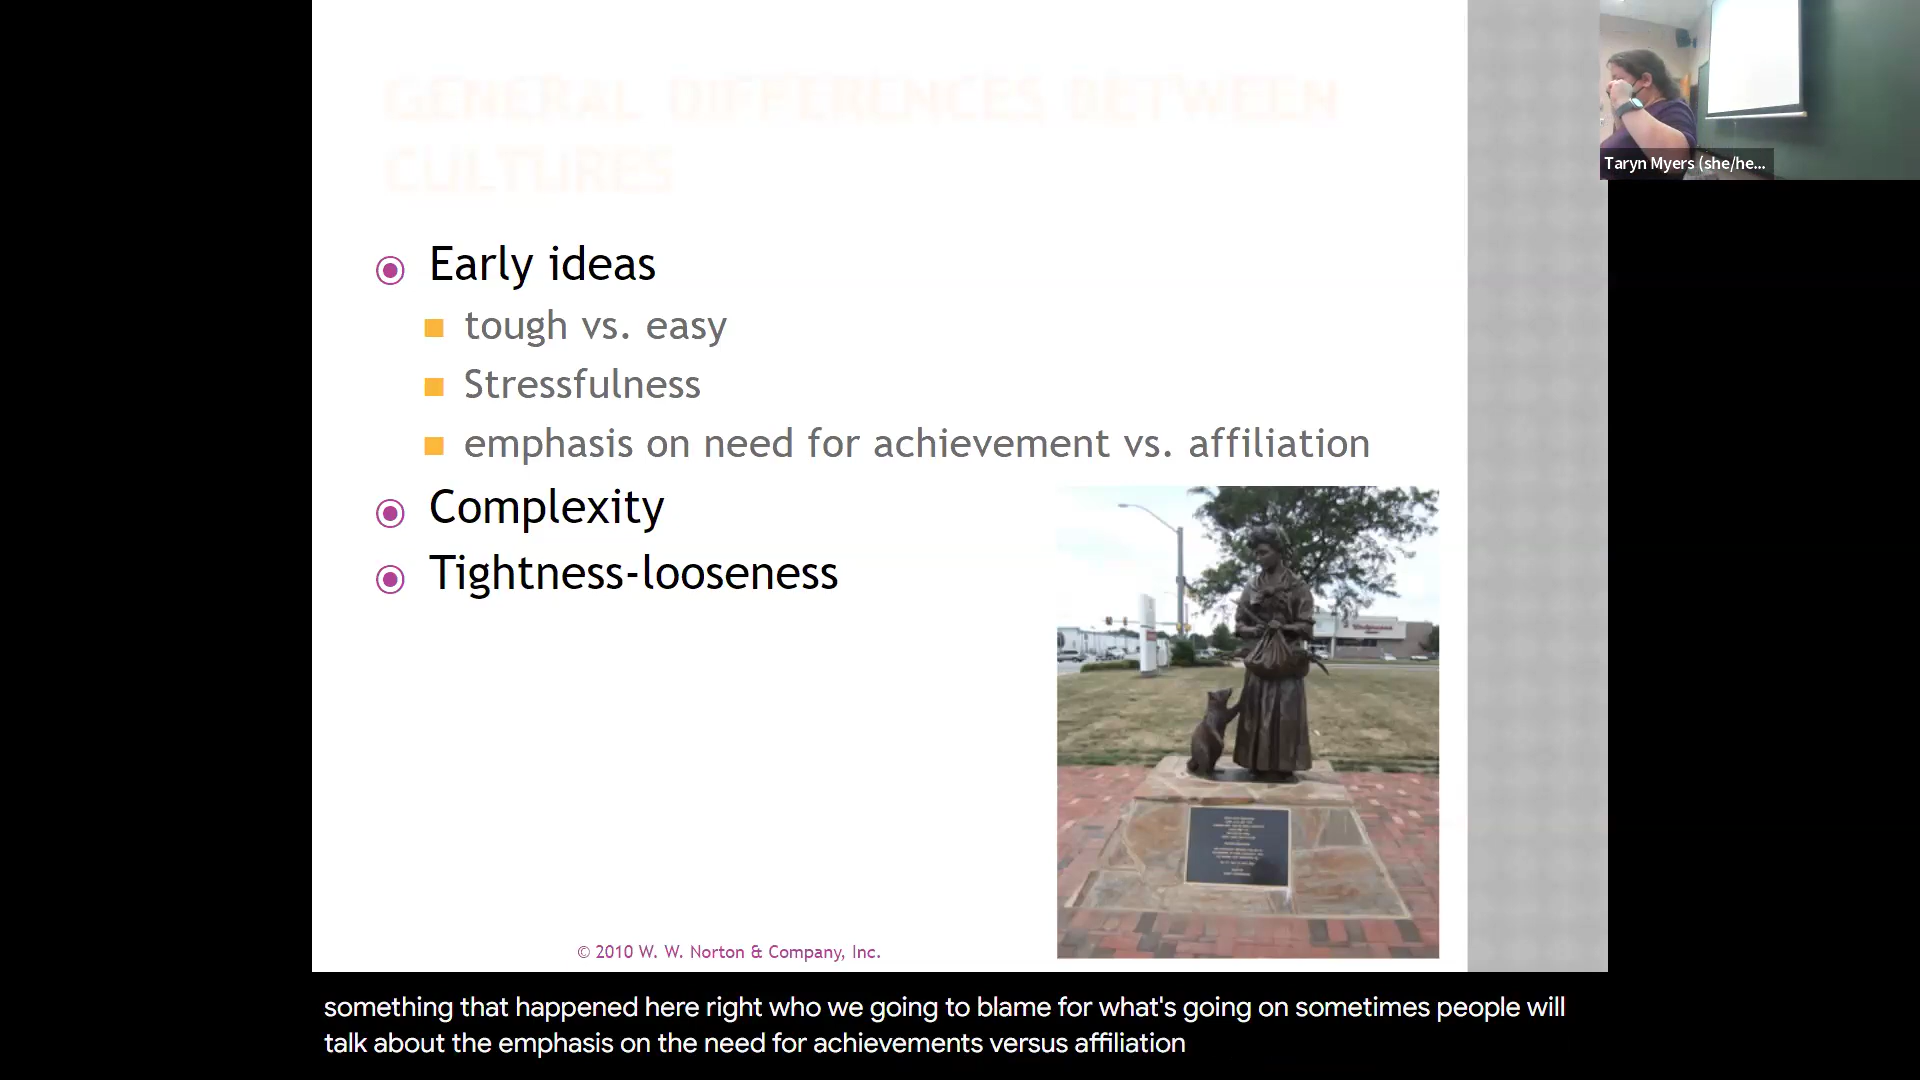 GENERAL DIFFERENCES BETWEEN
CULTURES
Early ideas
tough vs. easy
Stressfulness
emphasis on need for achievement vs. affiliation
Complexity
Tightness-looseness
© 2010 W. W. Norton & Company, Inc.
Taryn Myers (she/he...
something that happened here right who we going to blame for what's going on sometimes people will
talk about the emphasis on the need for achievements versus affiliation